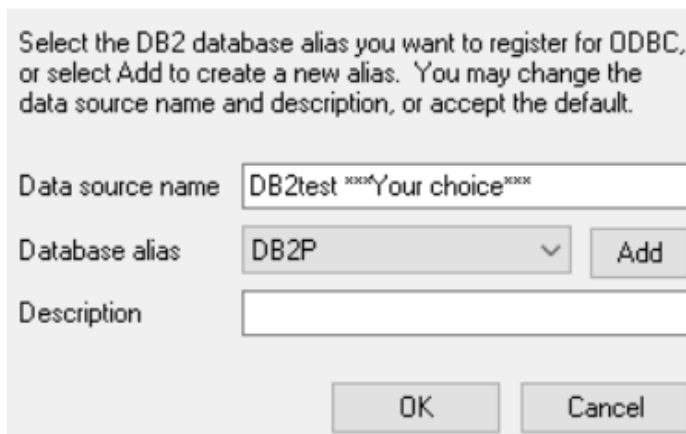 Select the DB2 database alias you want to register for ODBC,
or select Add to create a new alias. You may change the
data source name and description, or accept the default.
Data source name DB2test ***Your choice***
Database alias DB2P Add
Description
OK Cancel